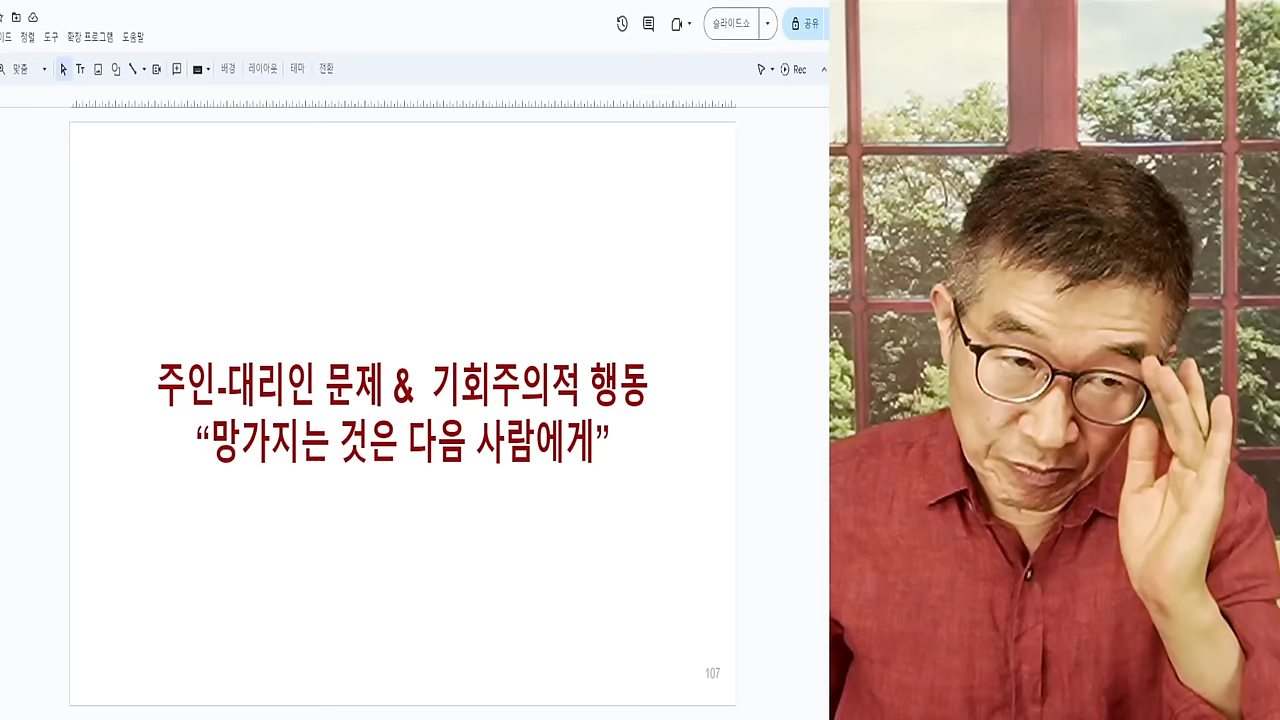 정렬 도구 확장 프로그램 도움말
슬라이드쇼
공유
맞춤
Tт
배경 레이아웃 테마 전환
Rec
주인-대리인 문제 & 기회주의적 행동
“망가지는 것은 다음 사람에게”
107